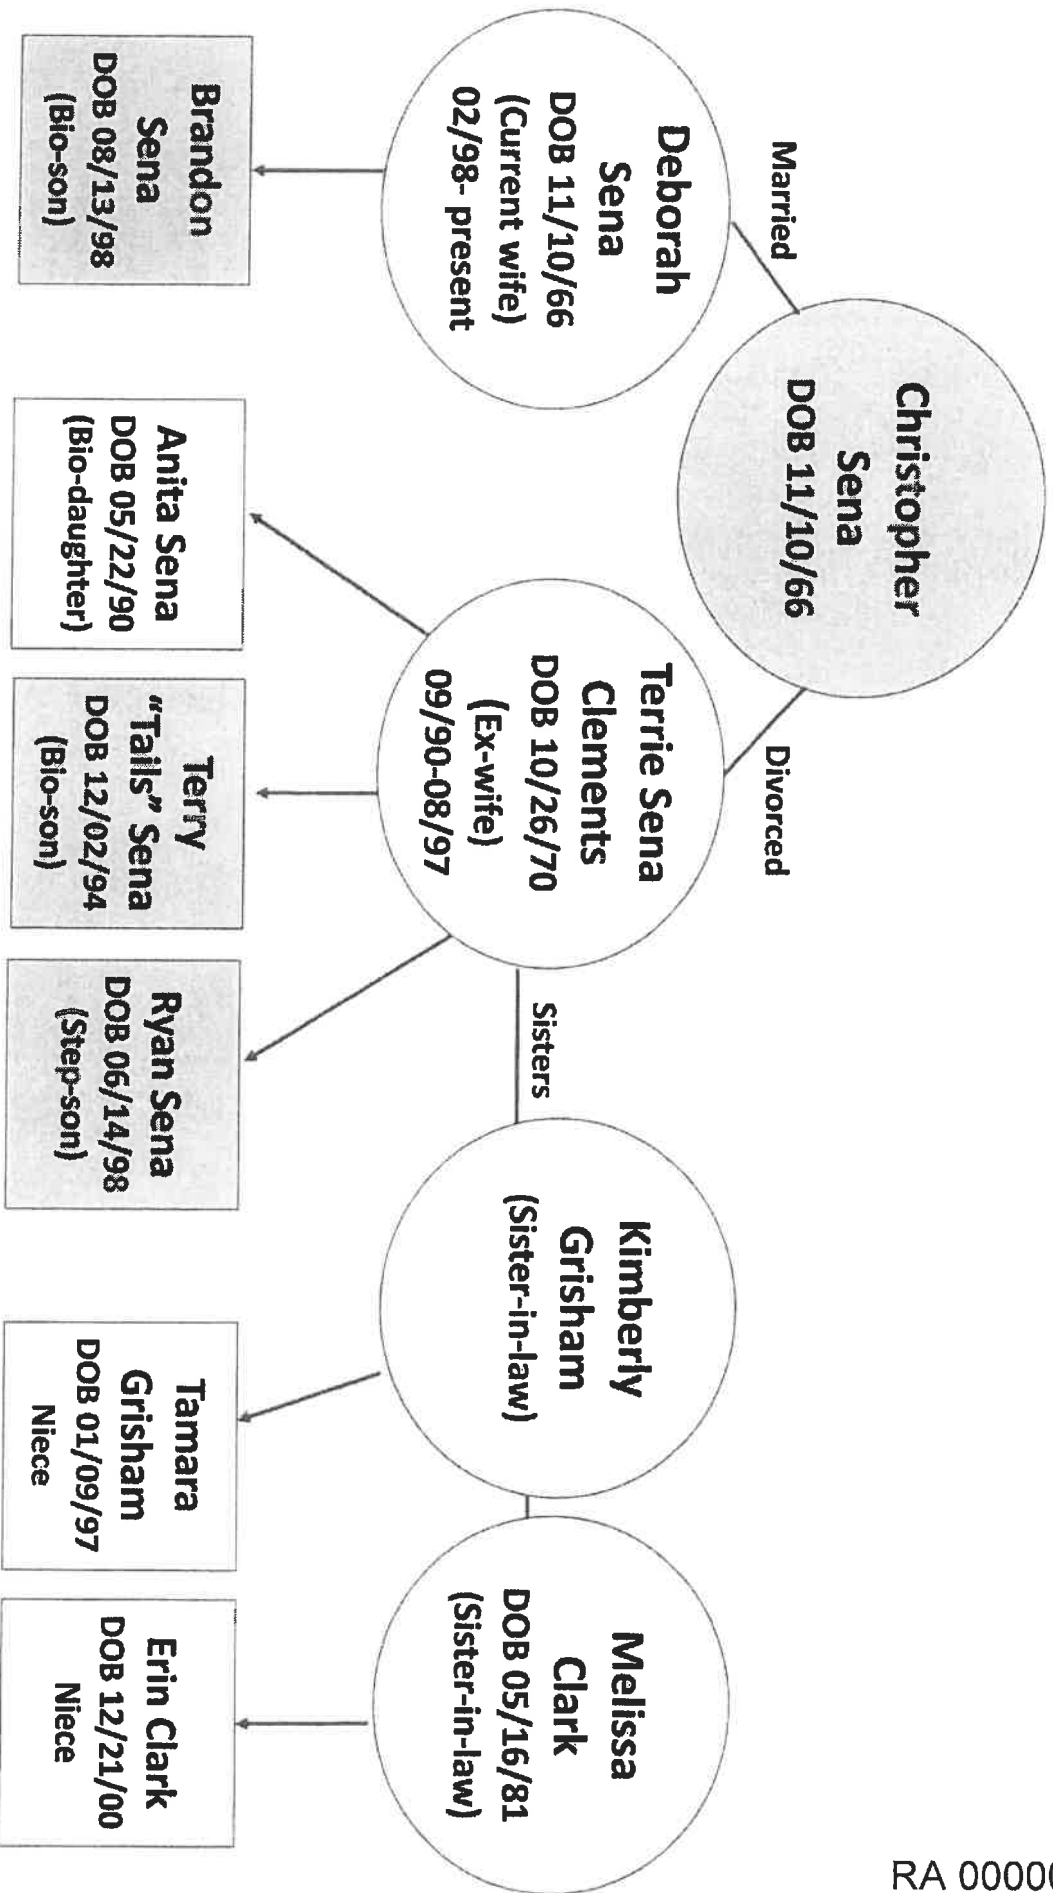 Christopher
Sena
DOB 11/10/66
Married
Divorced
Deborah
Sena
DOB 11/10/66
(Current wife)
02/98- present
Terrie Sena
Clements
DOB 10/26/70
(Ex-wife)
09/90-08/97
Sisters
Kimberly
Grisham
(Sister-in-law)
Melissa
Clark
DOB 05/16/81
(Sister-in-law)
Brandon
Sena
DOB 08/13/98
(Bio-son)
Anita Sena
DOB 05/22/90
(Bio-daughter)
Terry
"Tails" Sena
DOB 12/02/94
(Bio-son)
Ryan Sena
DOB 06/14/98
(Step-son)
Tamara
Grisham
DOB 01/09/97
Niece
Erin Clark
DOB 12/21/00
Niece